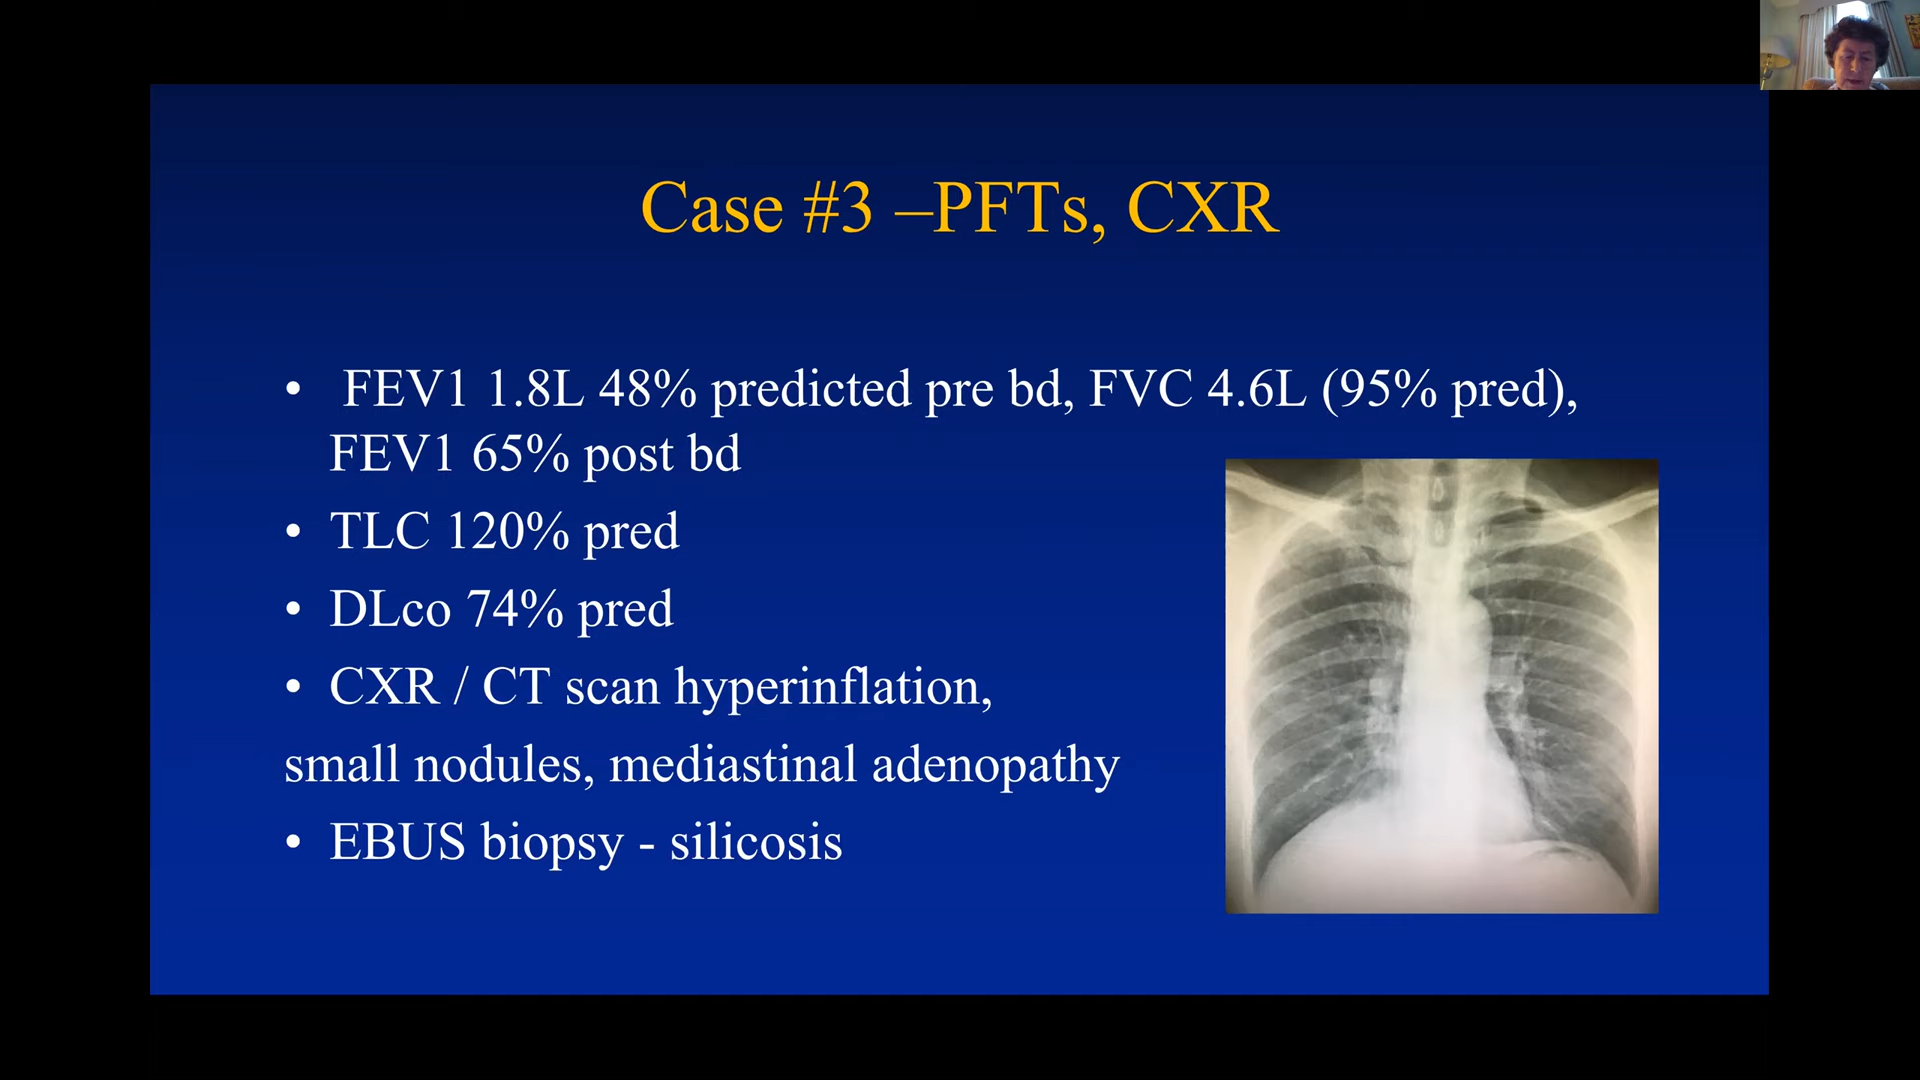 Case #3 –PFTs, CXR
• FEV1 1.8L 48% predicted pre bd, FVC 4.6L (95% pred),
FEV1 65% post bd
• TLC 120% pred
• DLco 74% pred
• CXR / CT scan hyperinflation,
small nodules, mediastinal adenopathy
• EBUS biopsy - silicosis